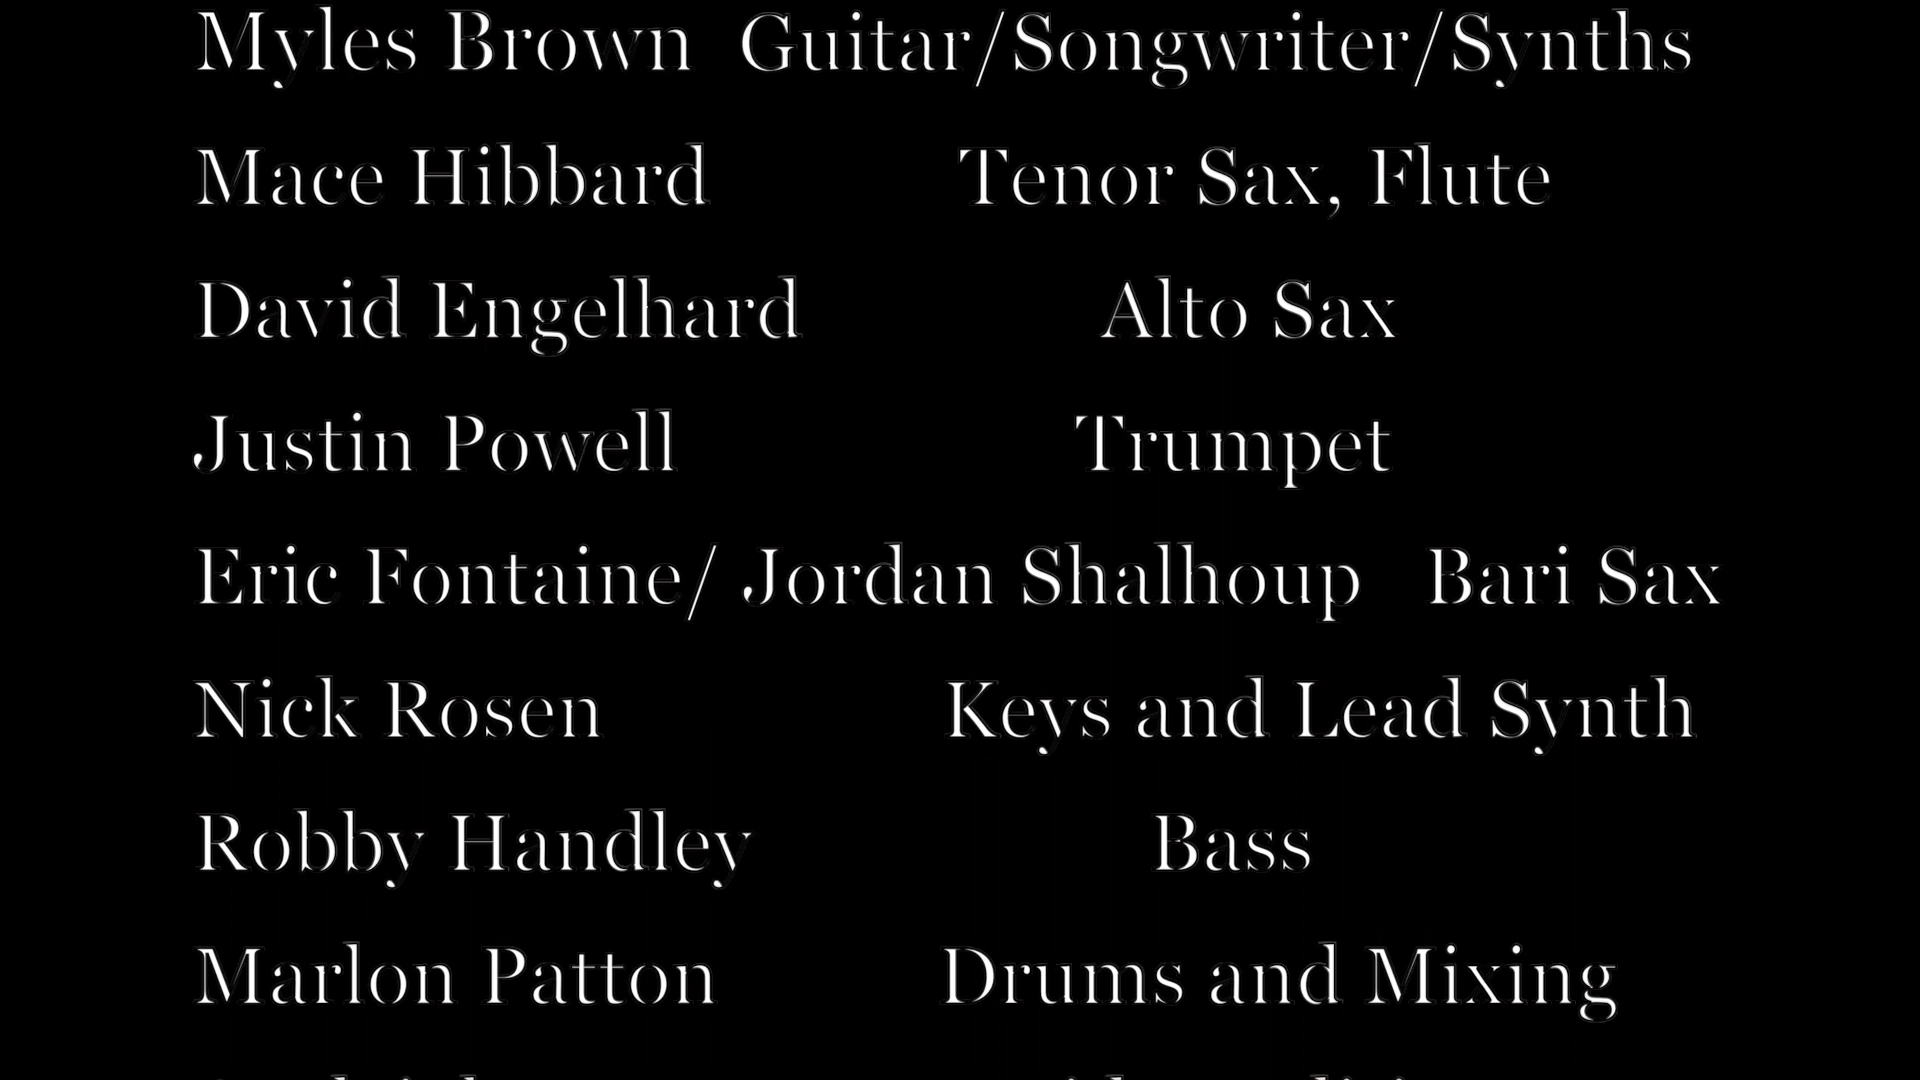 Myles Brown Guitar/Songwriter/Synths
Mace Hibbard Tenor Sax, Flute
David Engelhard Alto Sax
Justin Powell Trumpet
Eric Fontaine/ Jordan Shalhoup Bari Sax
Nick Rosen Keys and Lead Synth
Robby Handley Bass
Marlon Patton Drums and Mixing